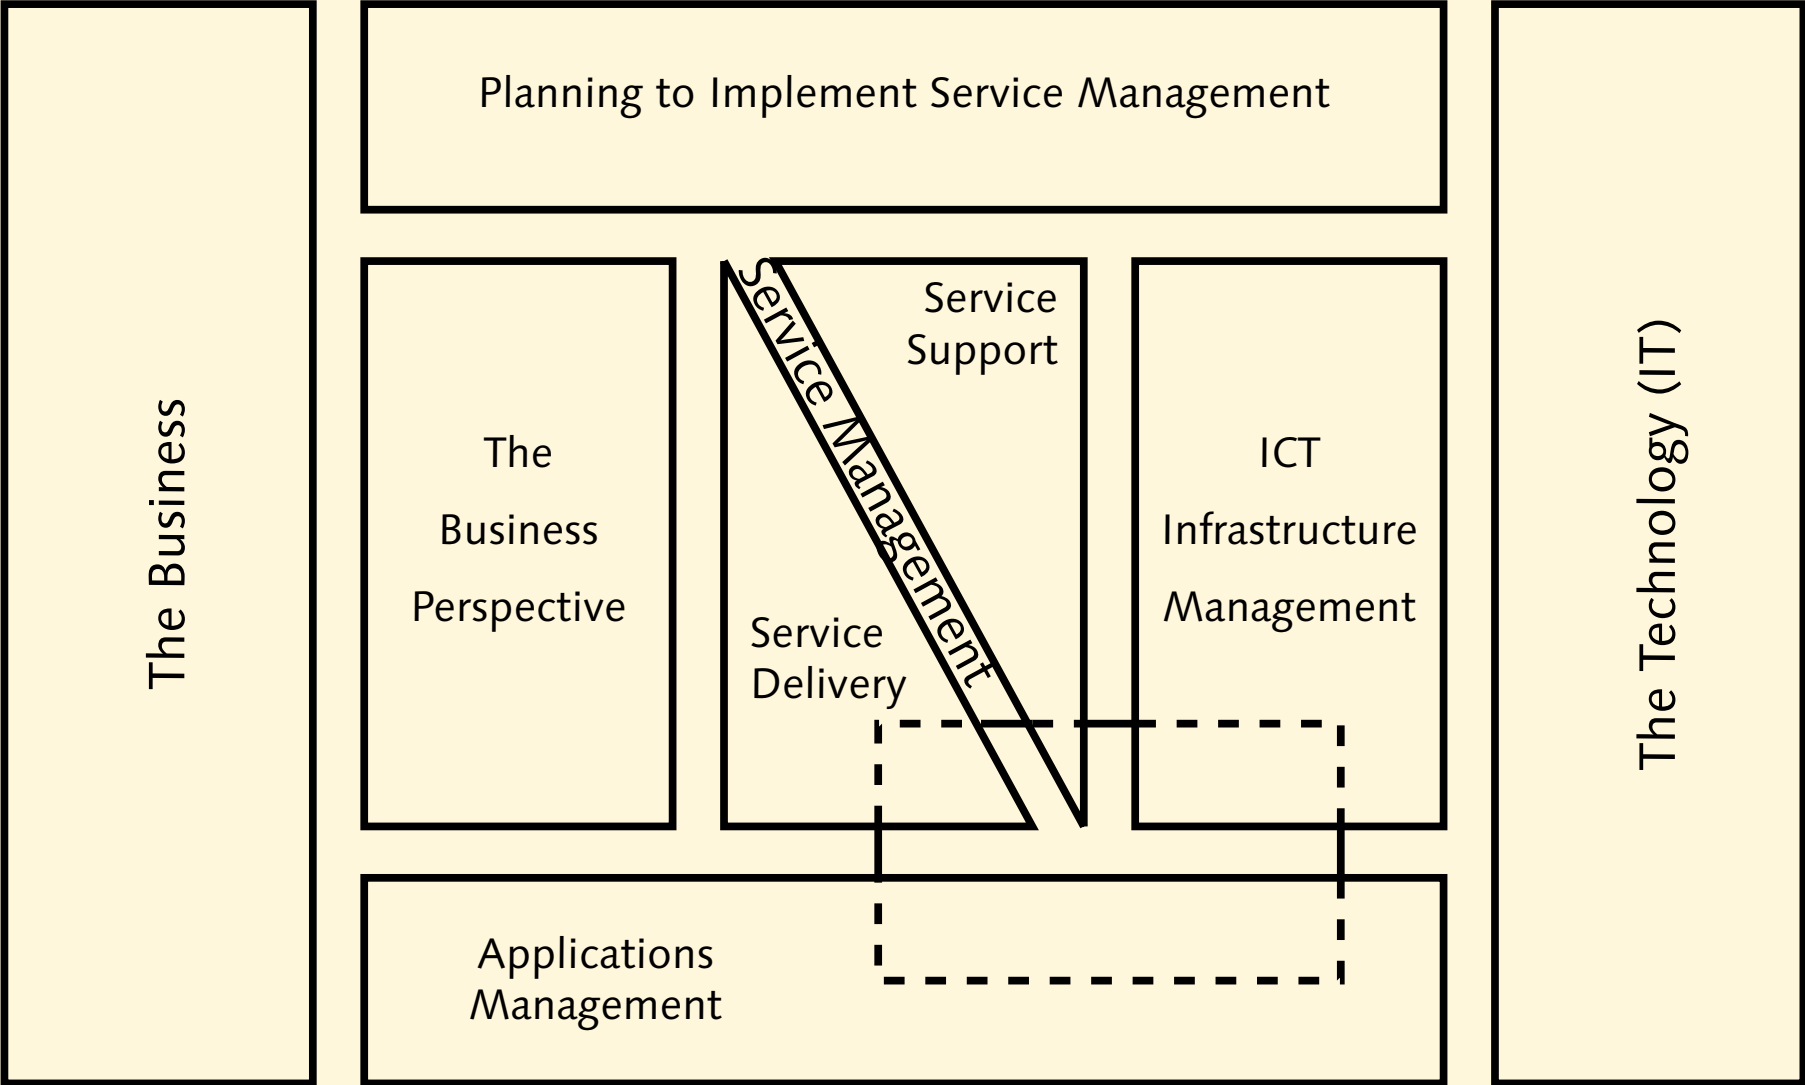 The Business
Planning to Implement Service Management
The
Business
Perspective
Service Management
Service
Support
Service
Delivery
ICT
Infrastructure
Management
Applications
Management
The Technology (IT)